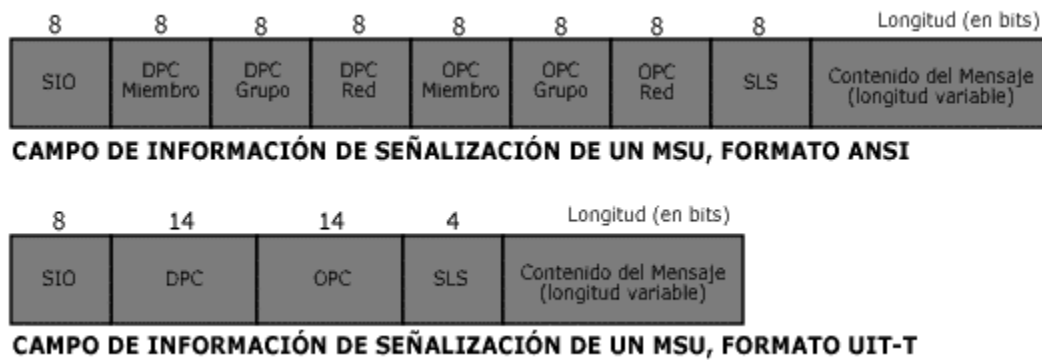 8 8 8 8 8 8 8 8 Longitud (en bits)
SIO DPC Miembro DPC Grupo DPC Red OPC Miembro OPC Grupo OPC Red SLS Contenido del Mensaje (longitud variable)
CAMPO DE INFORMACIÓN DE SEÑALIZACIÓN DE UN MSU, FORMATO ANSI
8 14 14 4 Longitud (en bits)
SIO DPC OPC SLS Contenido del Mensaje (longitud variable)
CAMPO DE INFORMACIÓN DE SEÑALIZACIÓN DE UN MSU, FORMATO UIT-T